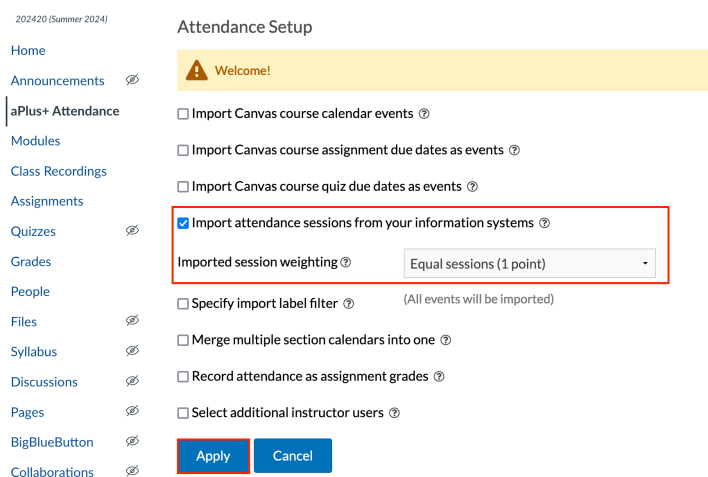 202420 (Summer 2024)
Home
Announcements
aPlus+ Attendance
Modules
Class Recordings
Assignments
Quizzes
Grades
People
Files
Syllabus
Discussions
Pages
BigBlueButton
Collaborations
Attendance Setup
Welcome!
Import Canvas course calendar events ?
Import Canvas course assignment due dates as events ?
Import Canvas course quiz due dates as events ?
Import attendance sessions from your information systems ?
Imported session weighting ? Equal sessions (1 point)
Specify import label filter ? (All events will be imported)
Merge multiple section calendars into one ?
Record attendance as assignment grades ?
Select additional instructor users ?
Apply Cancel